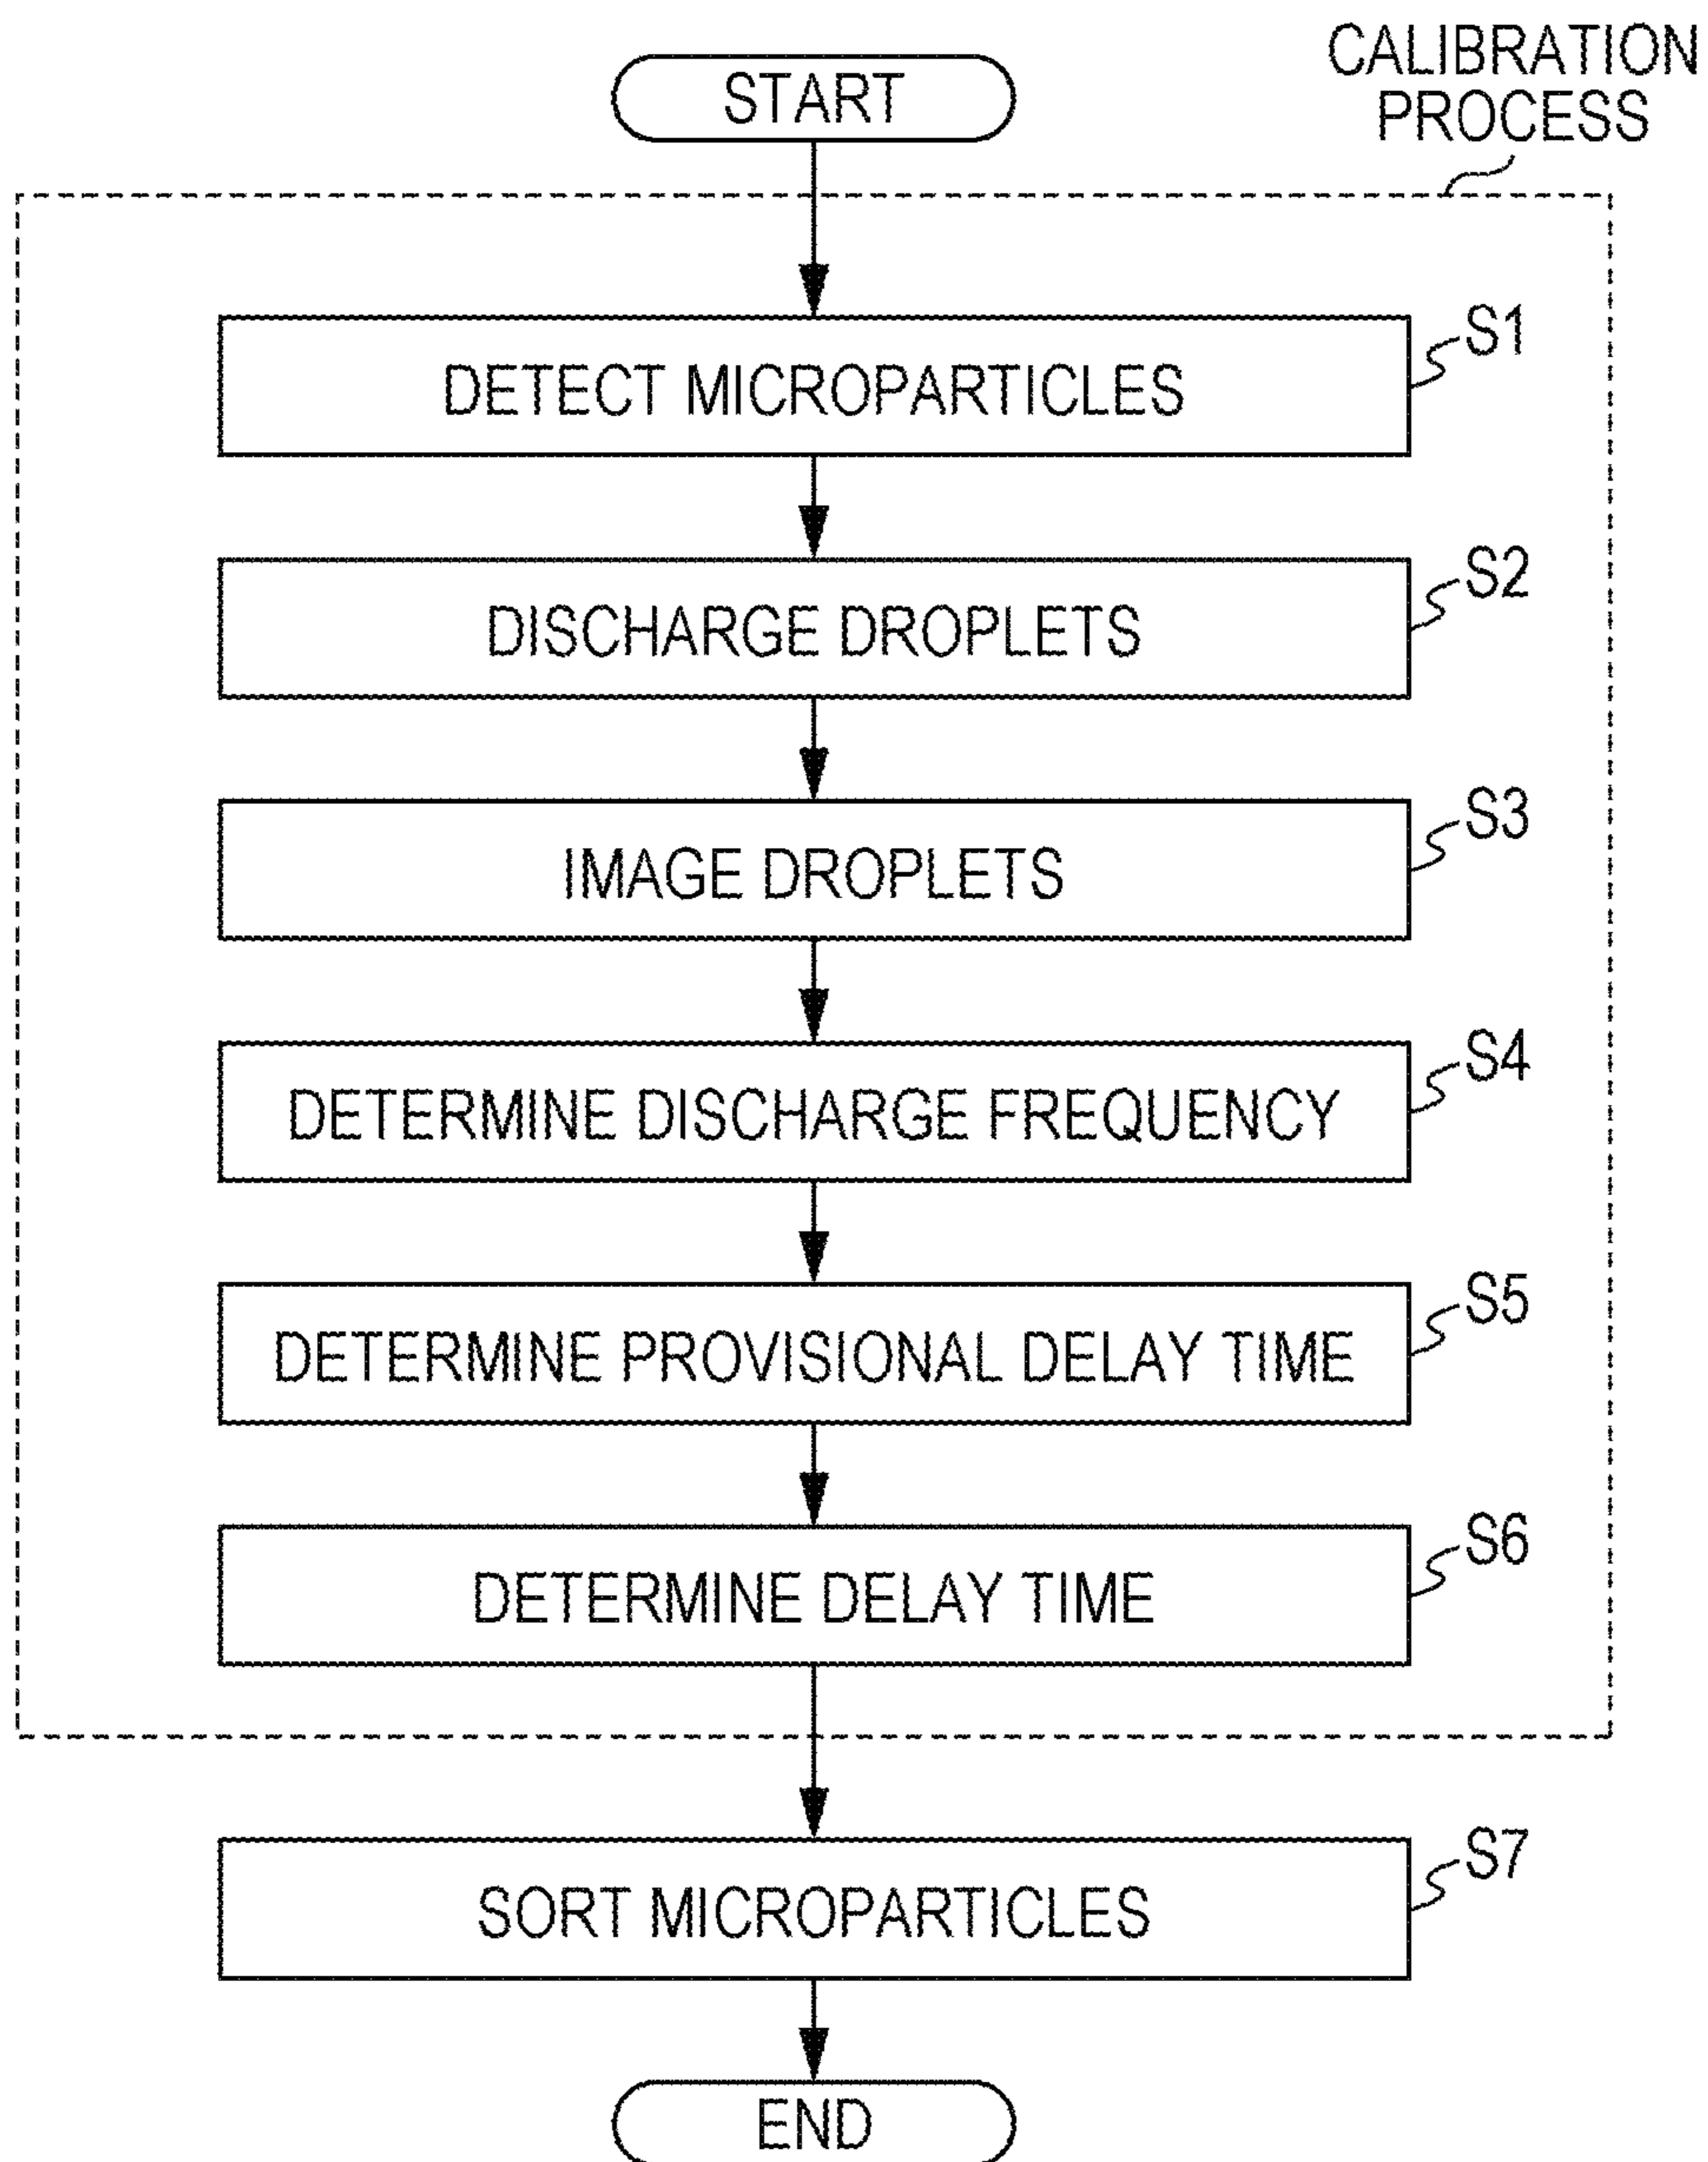 CALIBRATION
PROCESS
START
S1
DETECT MICROPARTICLES
S2
DISCHARGE DROPLETS
S3
IMAGE DROPLETS
S4
DETERMINE DISCHARGE FREQUENCY
S5
DETERMINE PROVISIONAL DELAY TIME
S6
DETERMINE DELAY TIME
S7
SORT MICROPARTICLES
END